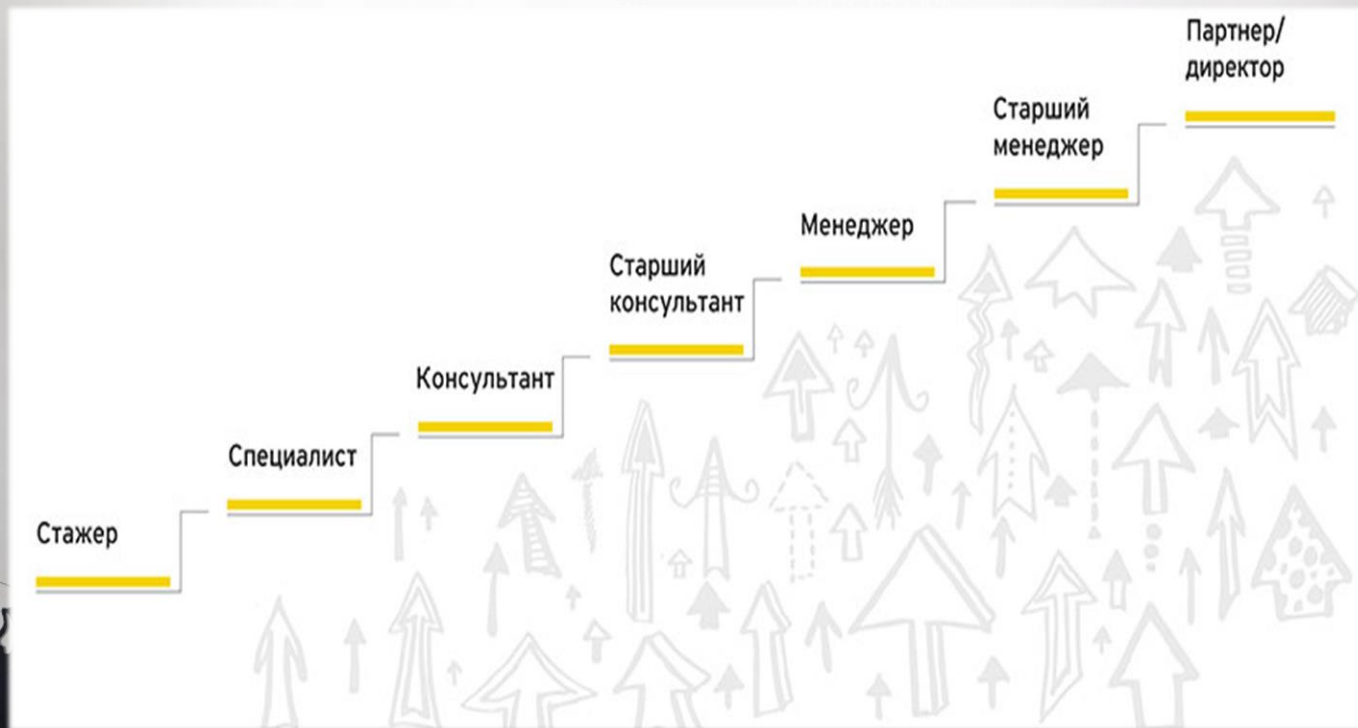 Партнер/
директор
Старший
менеджер
Менеджер
Старший
консультант
Консультант
Специалист
Стажер